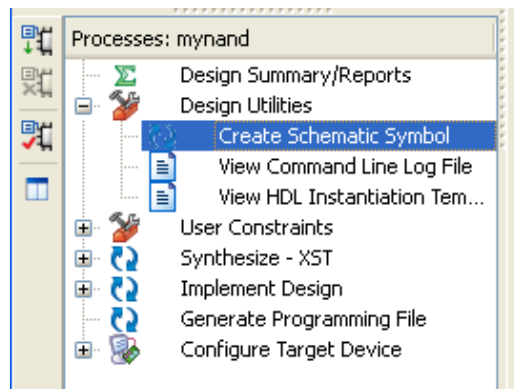 Processes: mynand
Design Summary/Reports
Design Utilities
Create Schematic Symbol
View Command Line Log File
View HDL Instantiation Tem...
User Constraints
Synthesize - XST
Implement Design
Generate Programming File
Configure Target Device